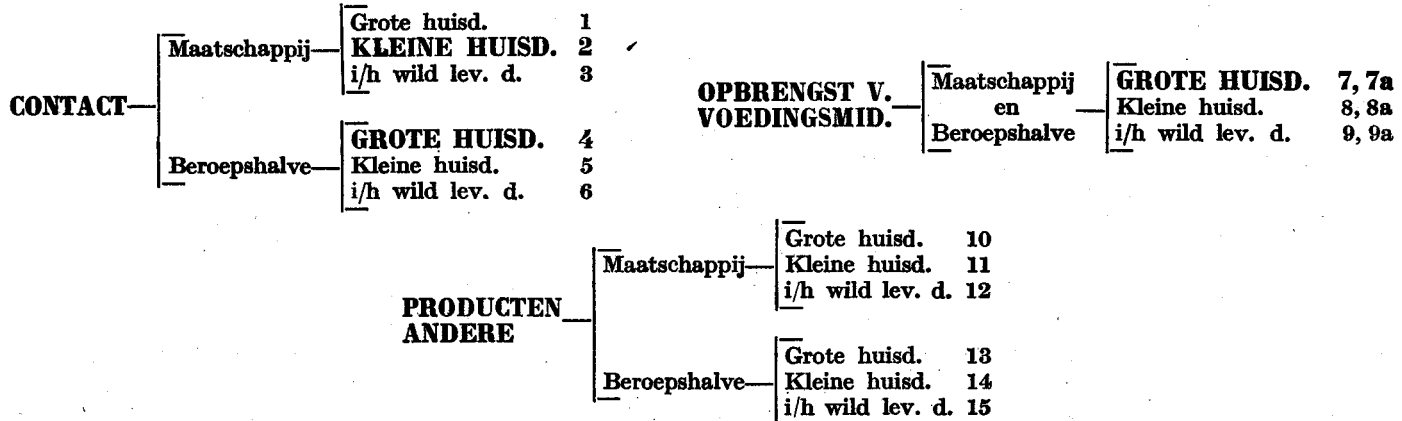 CONTACT
Maatschappij
Grote huisd. 1
KLEINE HUISD. 2
i/h wild lev. d. 3
Beroepshalve
GROTE HUISD. 4
Kleine huisd. 5
i/h wild lev. d. 6
OPBRENGST V.
VOEDINGSMID.
Maatschappij
en
Beroepshalve
GROTE HUISD. 7, 7a
Kleine huisd. 8, 8a
i/h wild lev. d. 9, 9a
PRODUCTEN
ANDERE
Maatschappij
Grote huisd. 10
Kleine huisd. 11
i/h wild lev. d. 12
Beroepshalve
Grote huisd. 13
Kleine huisd. 14
i/h wild lev. d. 15